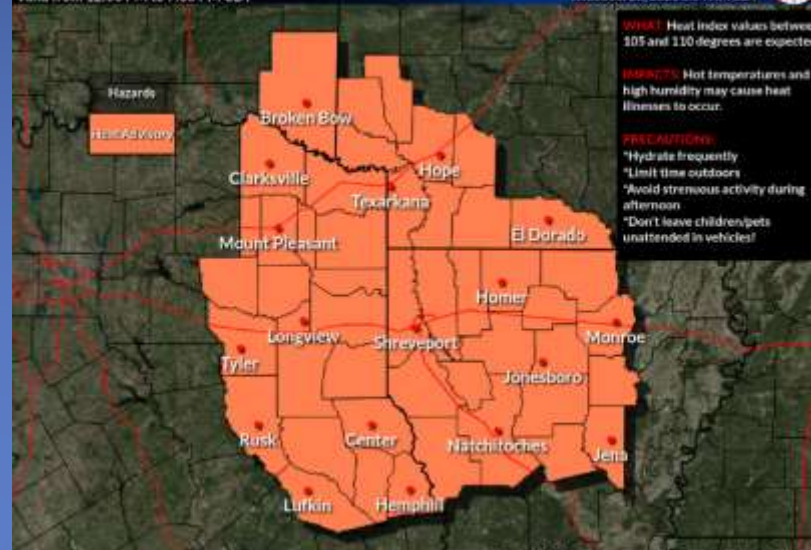 WHAT: Heat index values between
105 and 110 degrees are expected
IMPACTS: Hot temperatures and
high humidity may cause heat
illnesses to occur.
PRECAUTIONS:
*Hydrate frequently
*Limit time outdoors
*Avoid strenuous activity during
afternoon
*Don't leave children/pets
unattended in vehicles!
Hazards
Heat Advisory
Broken Bow
Clarksville
Hope
Texarkana
Mount Pleasant
El Dorado
Homer
Longview
Shreveport
Monroe
Tyler
Jonesboro
Rusk
Center
Natchitoches
Jena
Lufkin
Hemphill